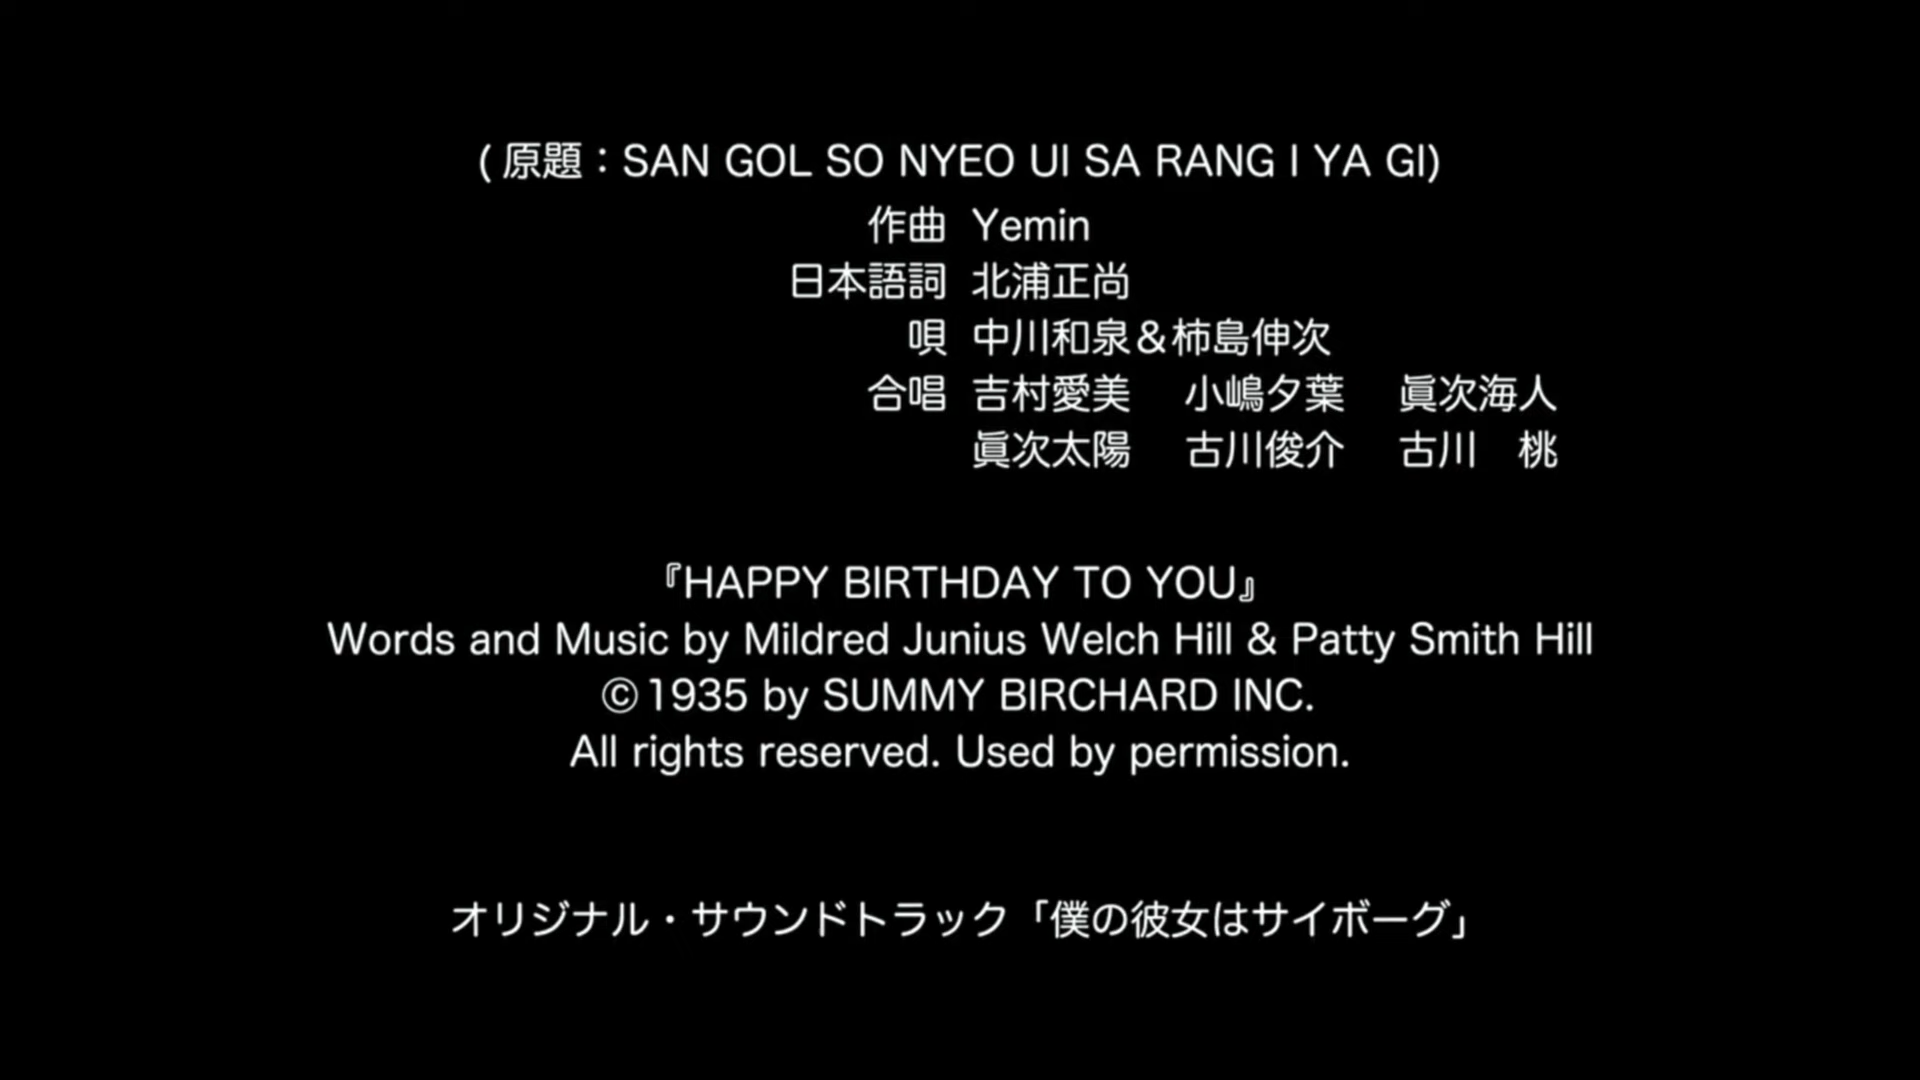 (原題：SAN GOL SO NYEO UI SA RANG I YA GI)
作曲 Yemin
日本語詞 北浦正尚
唄 中川和泉＆柿島伸次
合唱 吉村愛美 小嶋夕葉 眞次海人
眞次太陽 古川俊介 古川 桃
『HAPPY BIRTHDAY TO YOU』
Words and Music by Mildred Junius Welch Hill & Patty Smith Hill
©1935 by SUMMY BIRCHARD INC.
All rights reserved. Used by permission.
オリジナル・サウンドトラック「僕の彼女はサイボーグ」